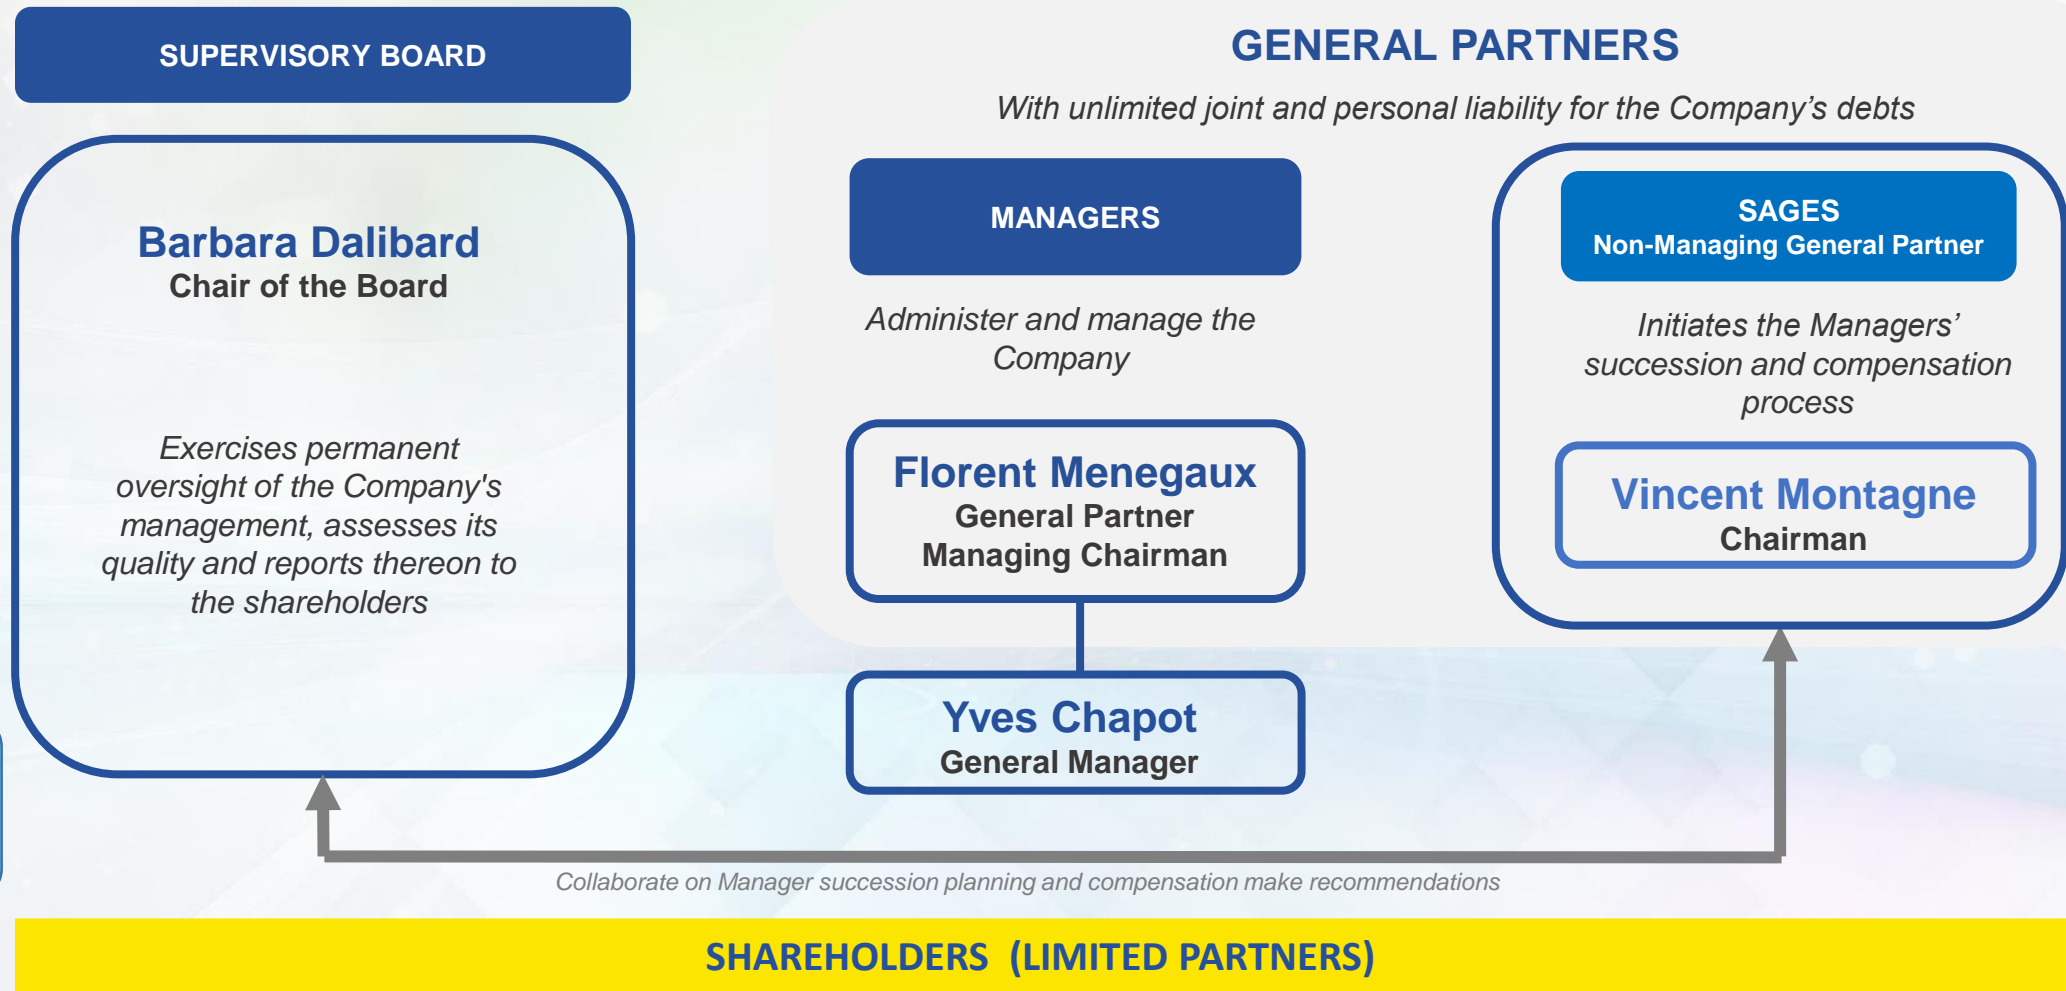 SUPERVISORY BOARD
Barbara Dalibard
Chair of the Board
Exercises permanent
oversight of the Company's
management, assesses its
quality and reports thereon to
the shareholders
GENERAL PARTNERS
With unlimited joint and personal liability for the Company’s debts
MANAGERS
Administer and manage the
Company
Florent Menegaux
General Partner
Managing Chairman
Yves Chapot
General Manager
SAGES
Non-Managing General Partner
Initiates the Managers’
succession and compensation
process
Vincent Montagne
Chairman
Collaborate on Manager succession planning and compensation make recommendations
SHAREHOLDERS (LIMITED PARTNERS)